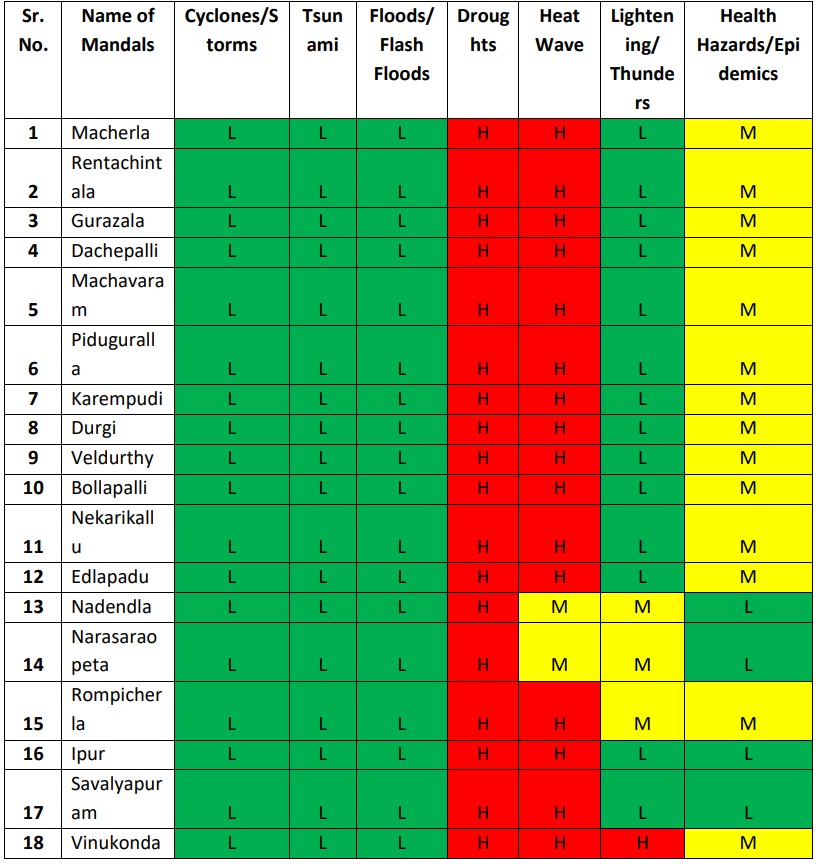 Sr. No. | Name of Mandals | Cyclones/Storms | Tsunami | Floods/ Flash Floods | Droughts | Heat Wave | Lightening/ Thunders | Health Hazards/Epidemics
1 | Macherla | L | L | L | H | H | L | M
2 | Rentachintala | L | L | L | H | H | L | M
3 | Gurazala | L | L | L | H | H | L | M
4 | Dachepalli | L | L | L | H | H | L | M
5 | Machavaram | L | L | L | H | H | L | M
6 | Piduguralla | L | L | L | H | H | L | M
7 | Karempudi | L | L | L | H | H | L | M
8 | Durgi | L | L | L | H | H | L | M
9 | Veldurthy | L | L | L | H | H | L | M
10 | Bollapalli | L | L | L | H | H | L | M
11 | Nekarikallu | L | L | L | H | H | L | M
12 | Edlapadu | L | L | L | H | H | L | M
13 | Nadendla | L | L | L | H | M | M | L
14 | Narasaraopeta | L | L | L | H | M | M | L
15 | Rompicherla | L | L | L | H | H | M | M
16 | Ipur | L | L | L | H | H | L | L
17 | Savalyapuram | L | L | L | H | H | L | L
18 | Vinukonda | L | L | L | H | H | H | M